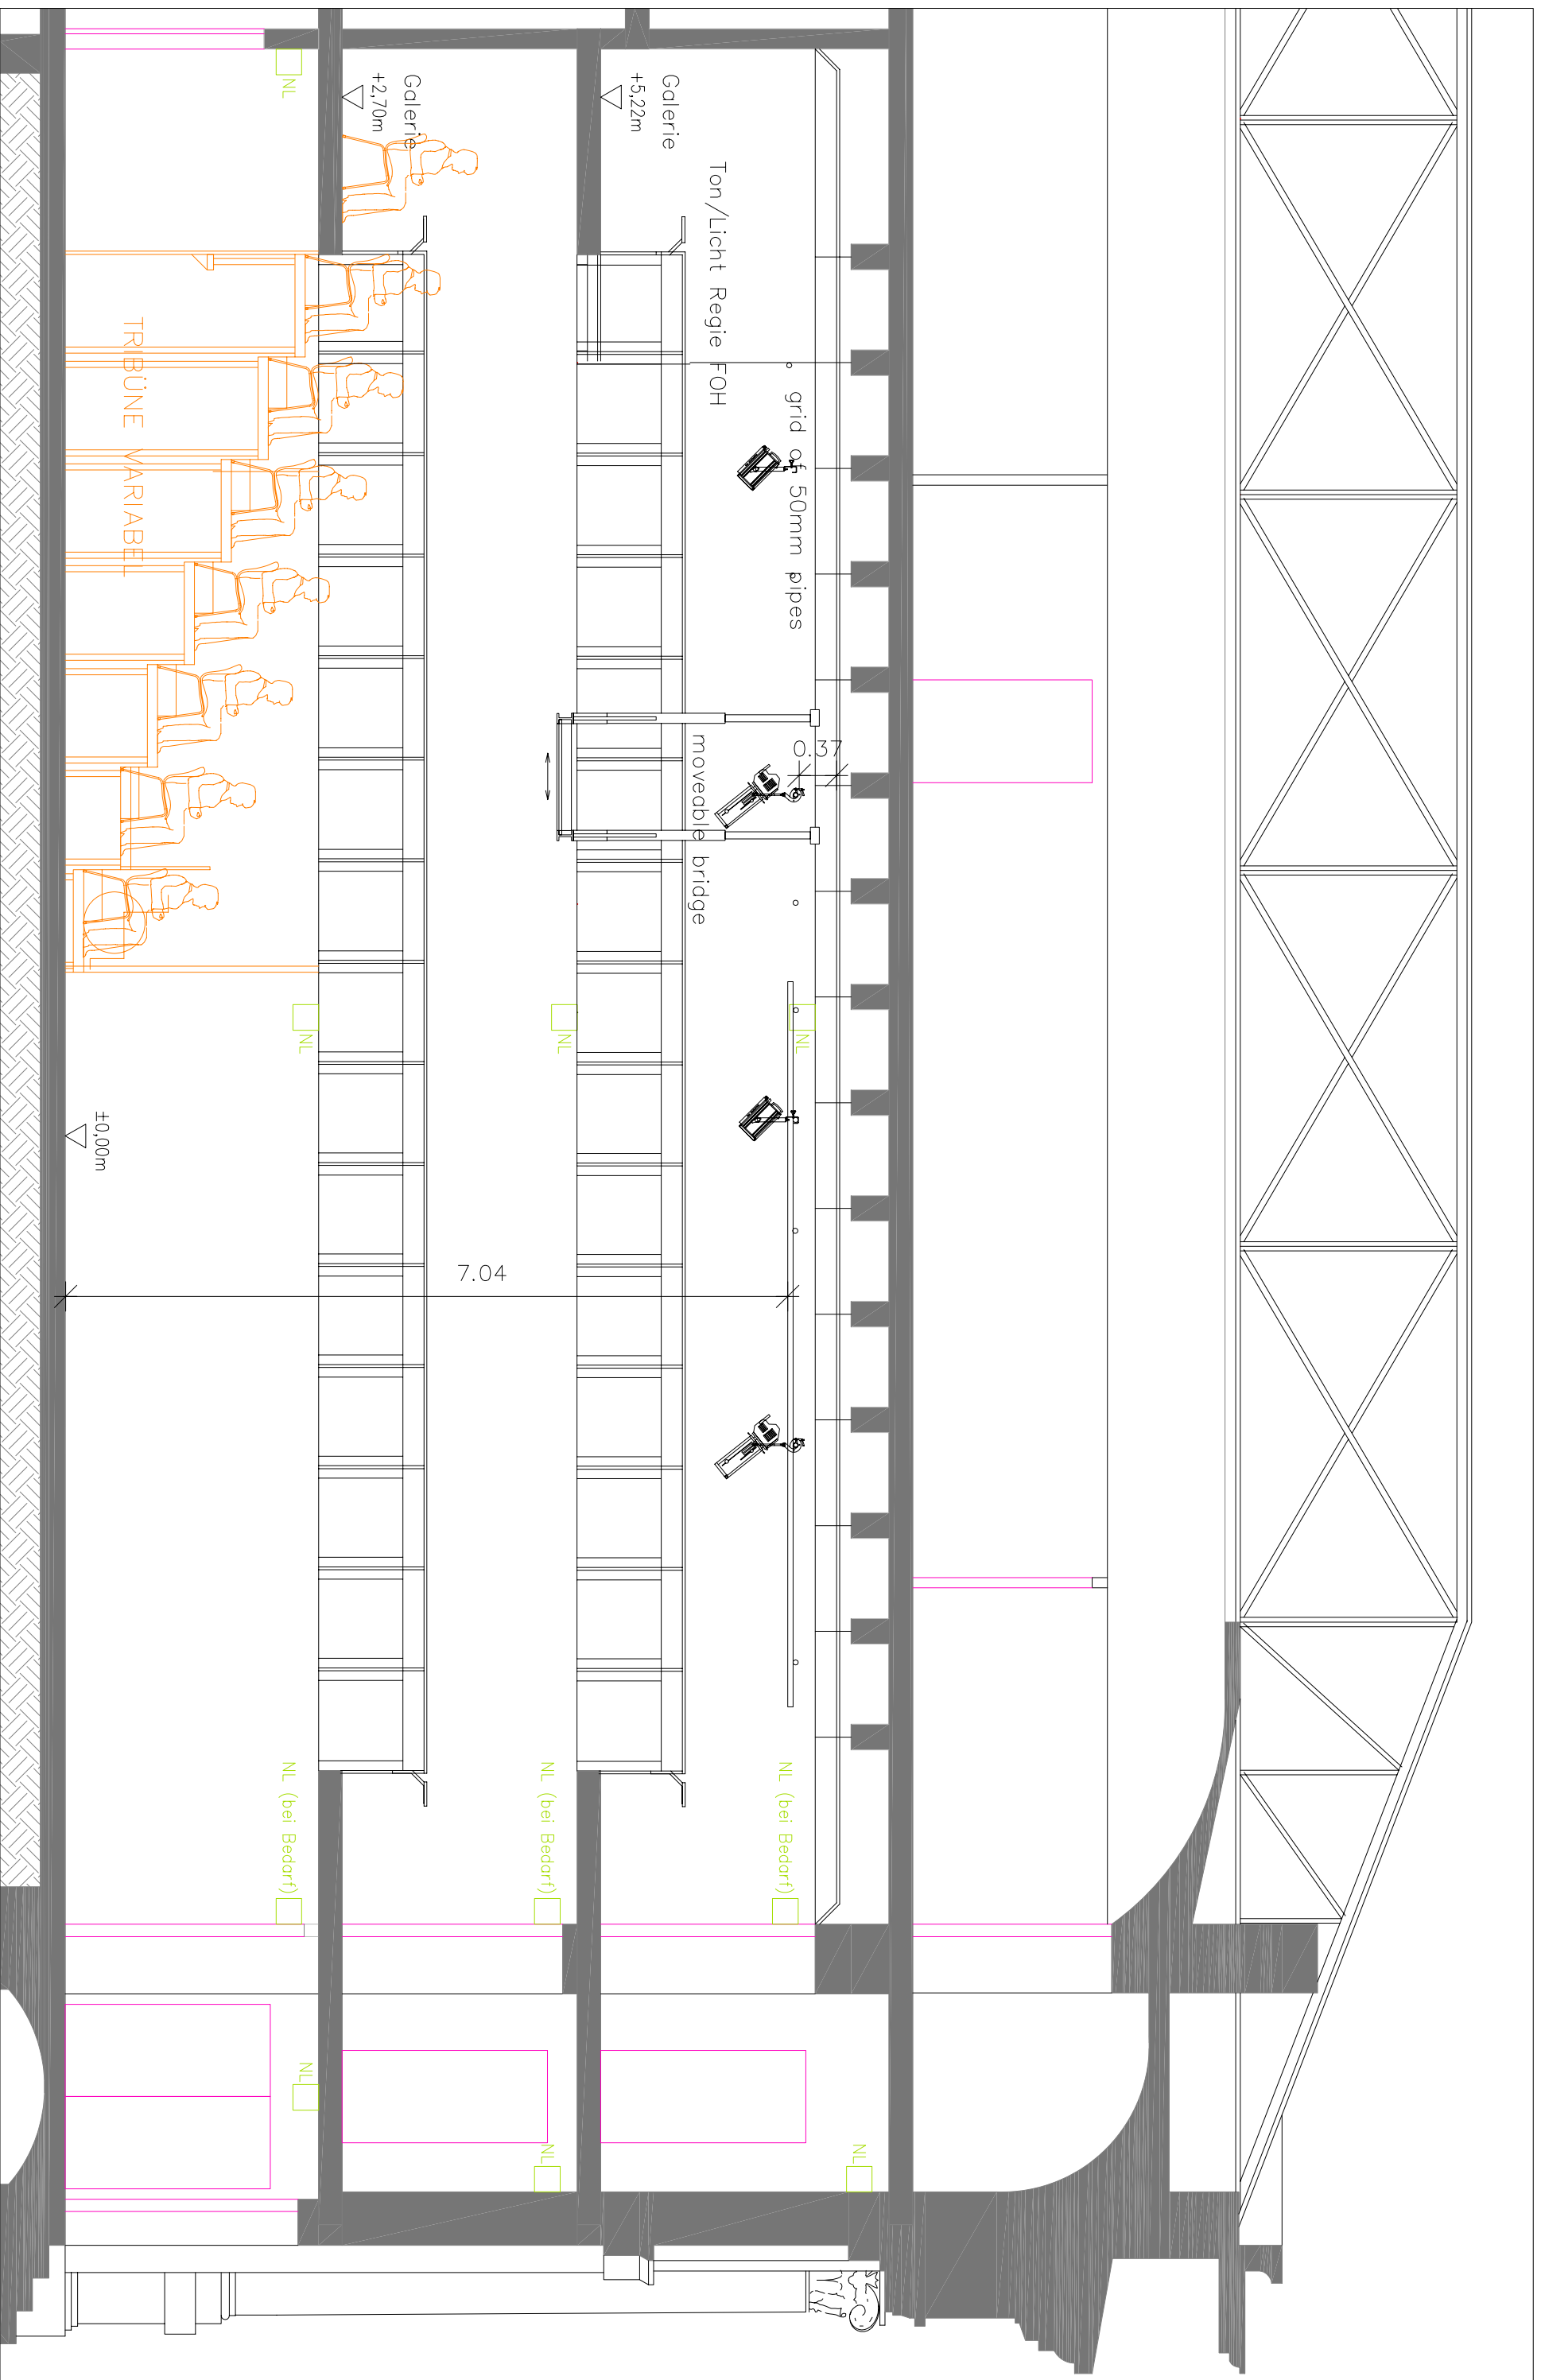 NL
Galerie
+2,70m
Galerie
+5,22m
Ton/Licht Regie FOH
TRIBÜNE VARIABEL
grid of 50mm pipes
moveable bridge
0.37
NL
NL
NL
±0,00m
7.04
NL (bei Bedarf)
NL (bei Bedarf)
NL (bei Bedarf)
NL
NL
NL